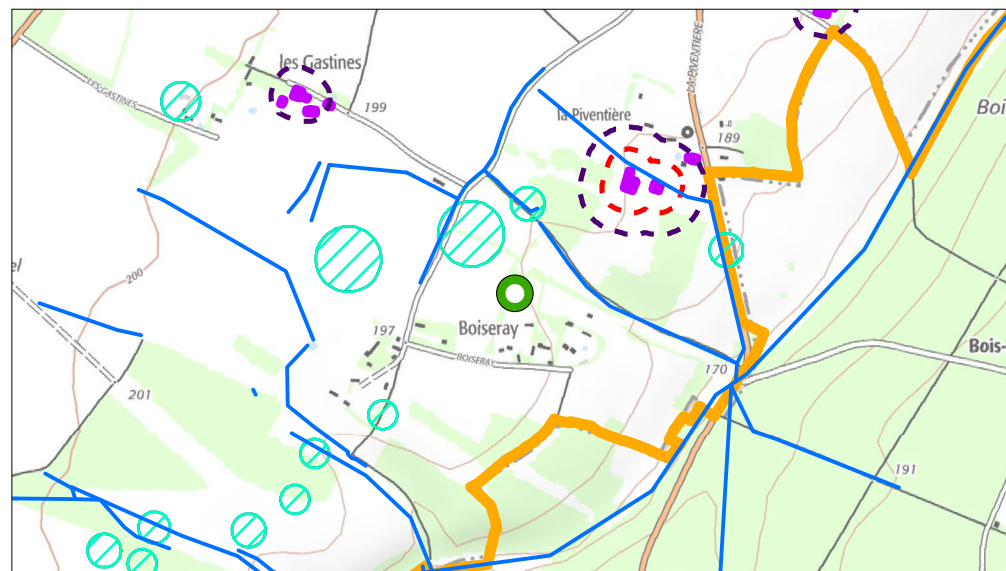 les Gastines
LES GASTINES
199
LA PIVENTIÈRE
la Piventière
189
Boi
el
200
197
Boiseray
BOISERAY
170
Bois-
201
191